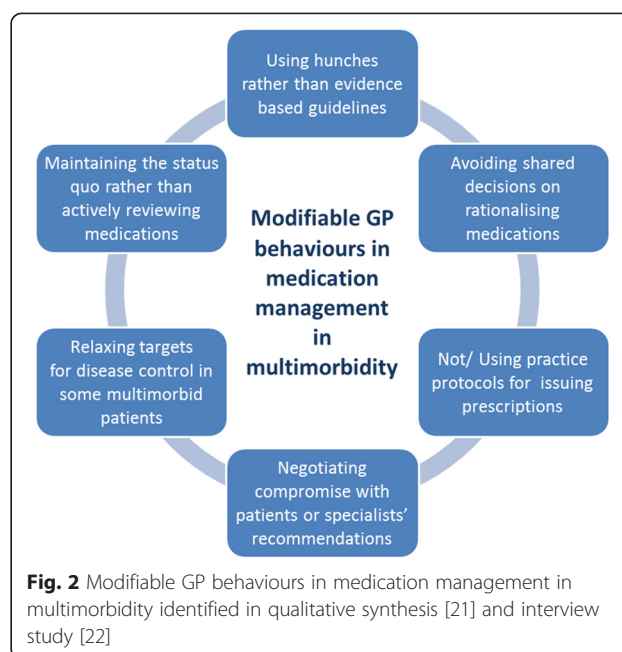 Using hunches
rather than evidence
based guidelines
Maintaining the status
quo rather than
actively reviewing
medications
Avoiding shared
decisions on
rationalising
medications
Modifiable GP
behaviours in
medication
management
in
multimorbidity
Relaxing targets
for disease control in
some multimorbid
patients
Not/ Using practice
protocols for issuing
prescriptions
Negotiating
compromise with
patients or specialists’
recommendations
Fig. 2 Modifiable GP behaviours in medication management in
multimorbidity identified in qualitative synthesis [21] and interview
study [22]